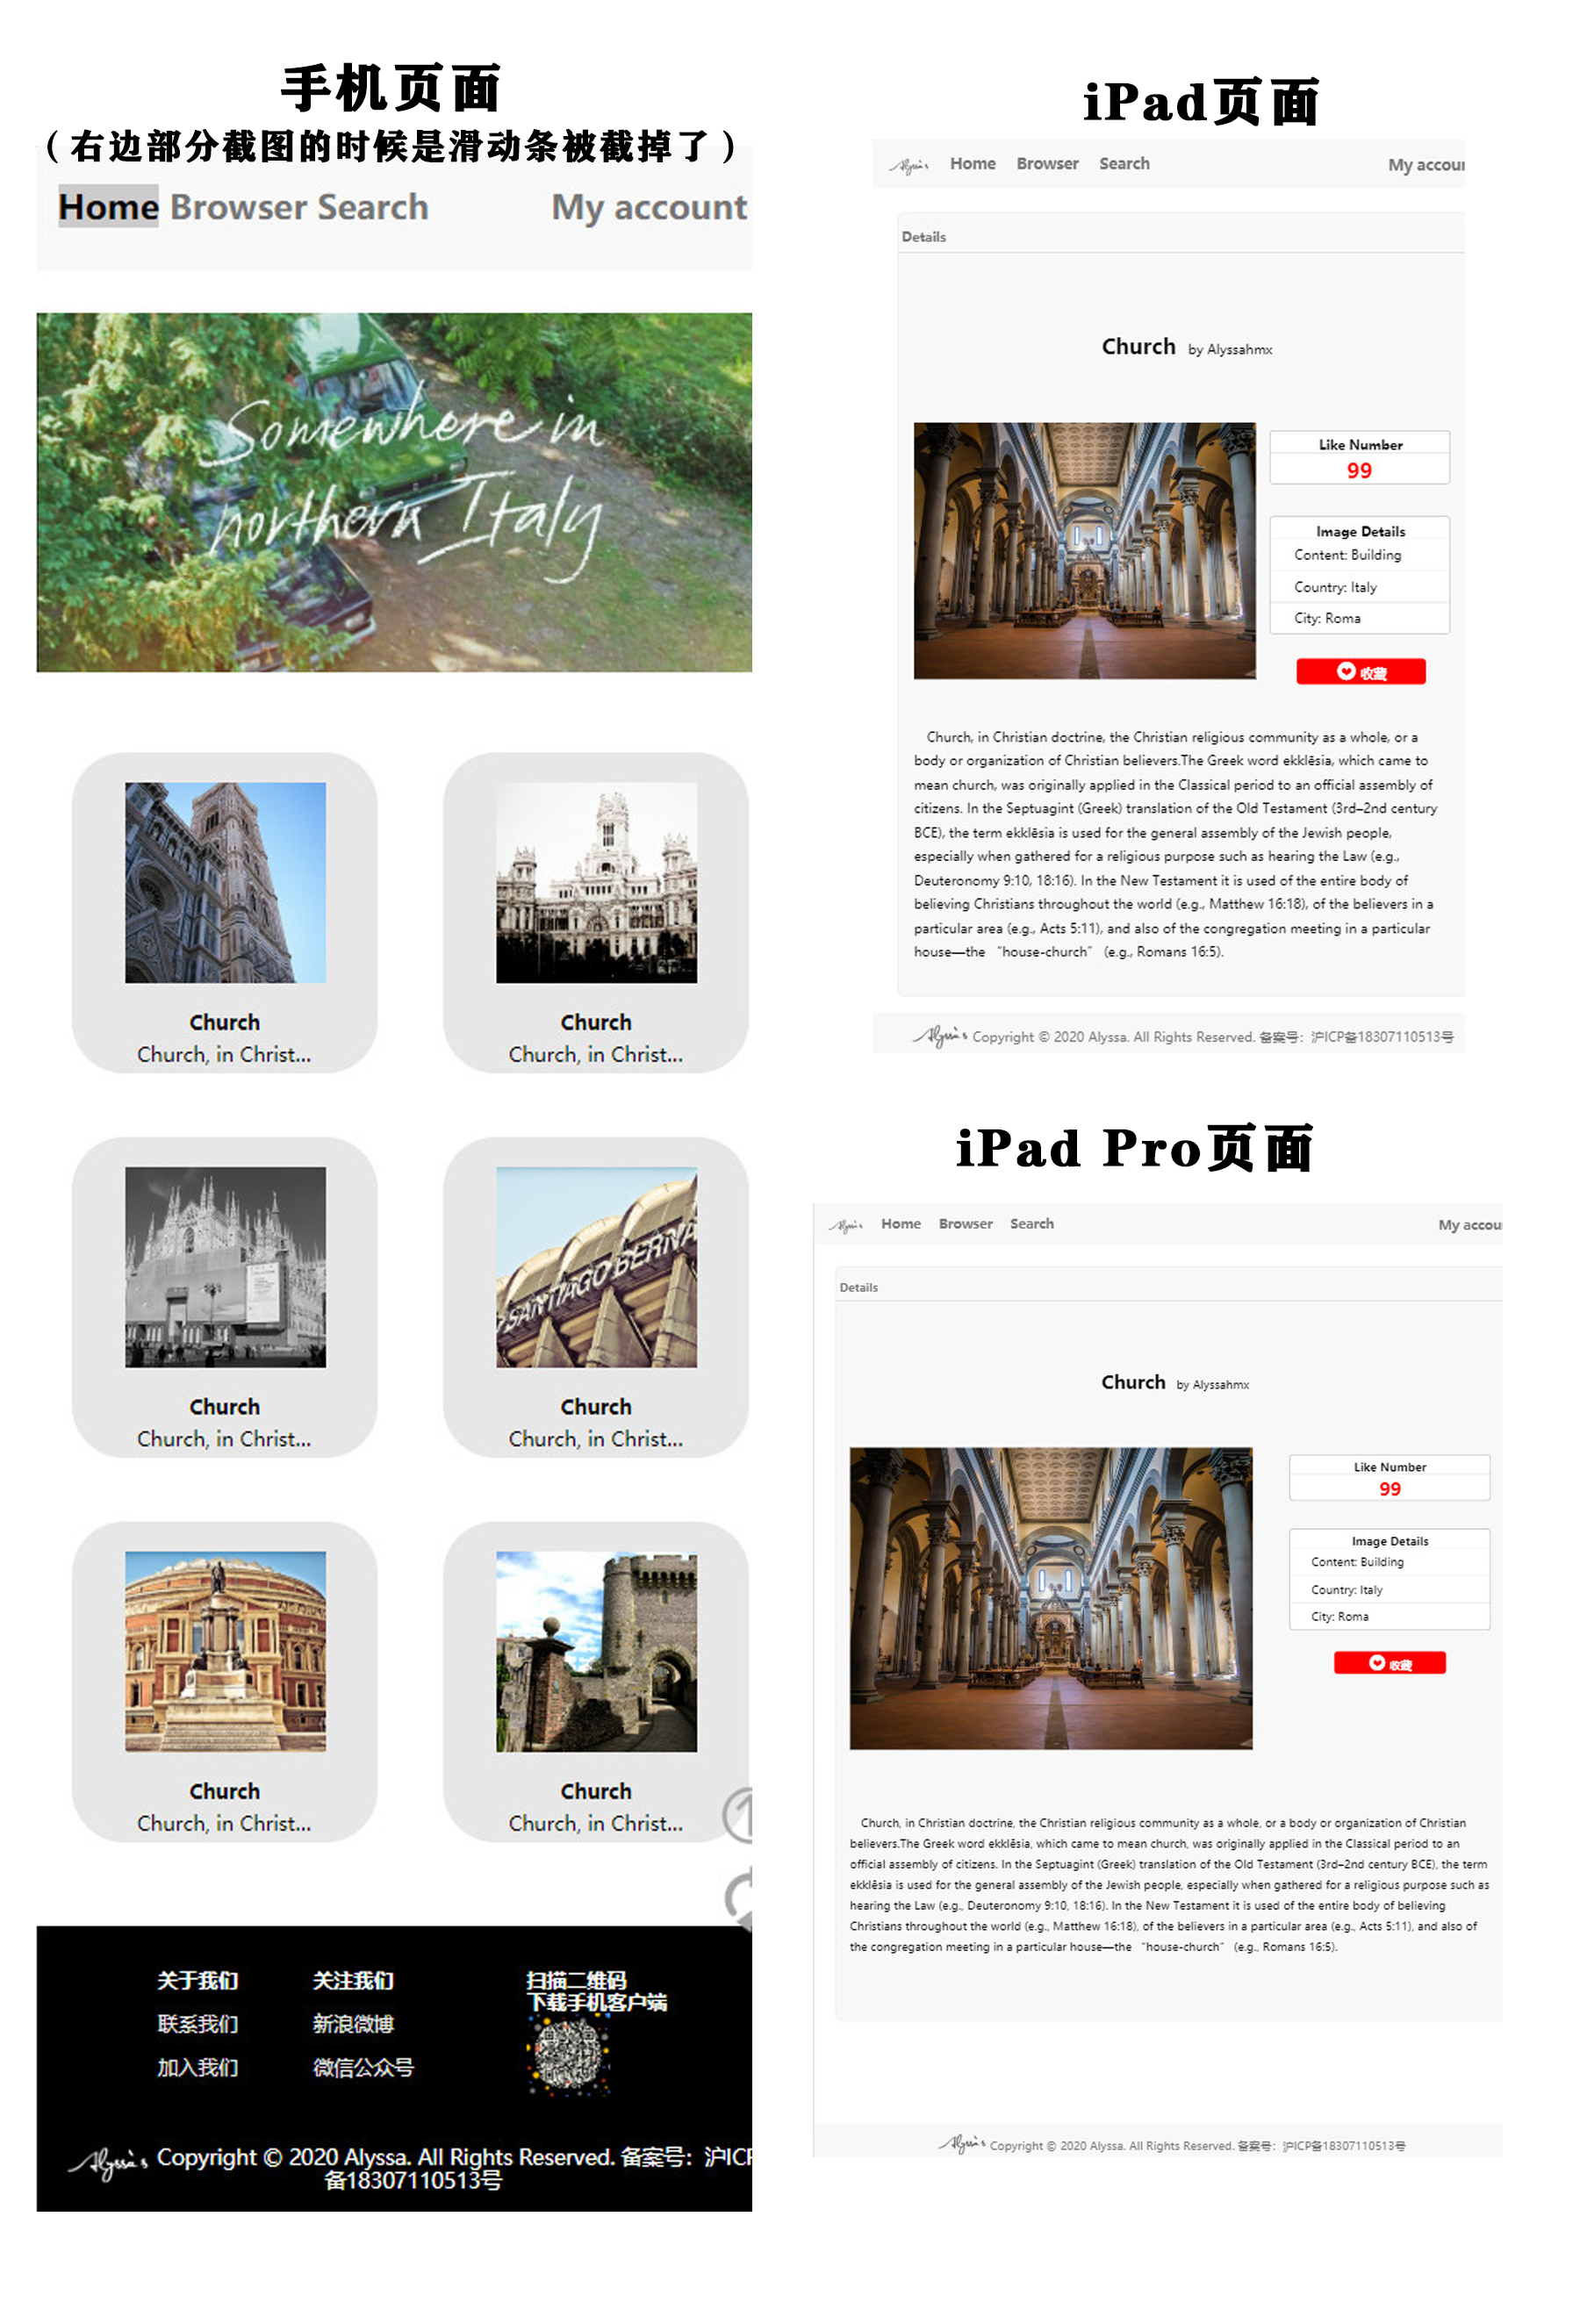 手机页面
（右边部分截图的时候是滑动条被截掉了）
Home Browser Search My account
Somewhere in
northern Italy
Church
Church, in Christ...
Church
Church, in Christ...
Church
Church, in Christ...
SANTIAGO BERNA
Church
Church, in Christ...
Church
Church, in Christ...
Church
Church, in Christ...
关于我们 关注我们 扫描二维码
下载手机客户端
联系我们 新浪微博
加入我们 微信公众号
Alyssa's Copyright © 2020 Alyssa. All Rights Reserved. 备案号：沪ICP
备18307110513号
iPad页面
Alyssa's Home Browser Search My accou
Details
Church by Alyssahmx
Like Number
99
Image Details
Content: Building
Country: Italy
City: Roma
收藏
Church, in Christian doctrine, the Christian religious community as a whole, or a
body or organization of Christian believers.The Greek word ekklēsia, which came to
mean church, was originally applied in the Classical period to an official assembly of
citizens. In the Septuagint (Greek) translation of the Old Testament (3rd–2nd century
BCE), the term ekklēsia is used for the general assembly of the Jewish people,
especially when gathered for a religious purpose such as hearing the Law (e.g.,
Deuteronomy 9:10, 18:16). In the New Testament it is used of the entire body of
believing Christians throughout the world (e.g., Matthew 16:18), of the believers in a
particular area (e.g., Acts 5:11), and also of the congregation meeting in a particular
house—the “house-church” (e.g., Romans 16:5).
Alyssa's Copyright © 2020 Alyssa. All Rights Reserved. 备案号：沪ICP备18307110513号
iPad Pro页面
Alyssa's Home Browser Search My accou
Details
Church by Alyssahmx
Like Number
99
Image Details
Content: Building
Country: Italy
City: Roma
收藏
Church, in Christian doctrine, the Christian religious community as a whole, or a body or organization of Christian
believers.The Greek word ekklēsia, which came to mean church, was originally applied in the Classical period to an
official assembly of citizens. In the Septuagint (Greek) translation of the Old Testament (3rd–2nd century BCE), the term
ekklēsia is used for the general assembly of the Jewish people, especially when gathered for a religious purpose such as
hearing the Law (e.g., Deuteronomy 9:10, 18:16). In the New Testament it is used of the entire body of believing
Christians throughout the world (e.g., Matthew 16:18), of the believers in a particular area (e.g., Acts 5:11), and also of
the congregation meeting in a particular house—the “house-church” (e.g., Romans 16:5).
Alyssa's Copyright © 2020 Alyssa. All Rights Reserved. 备案号：沪ICP备18307110513号